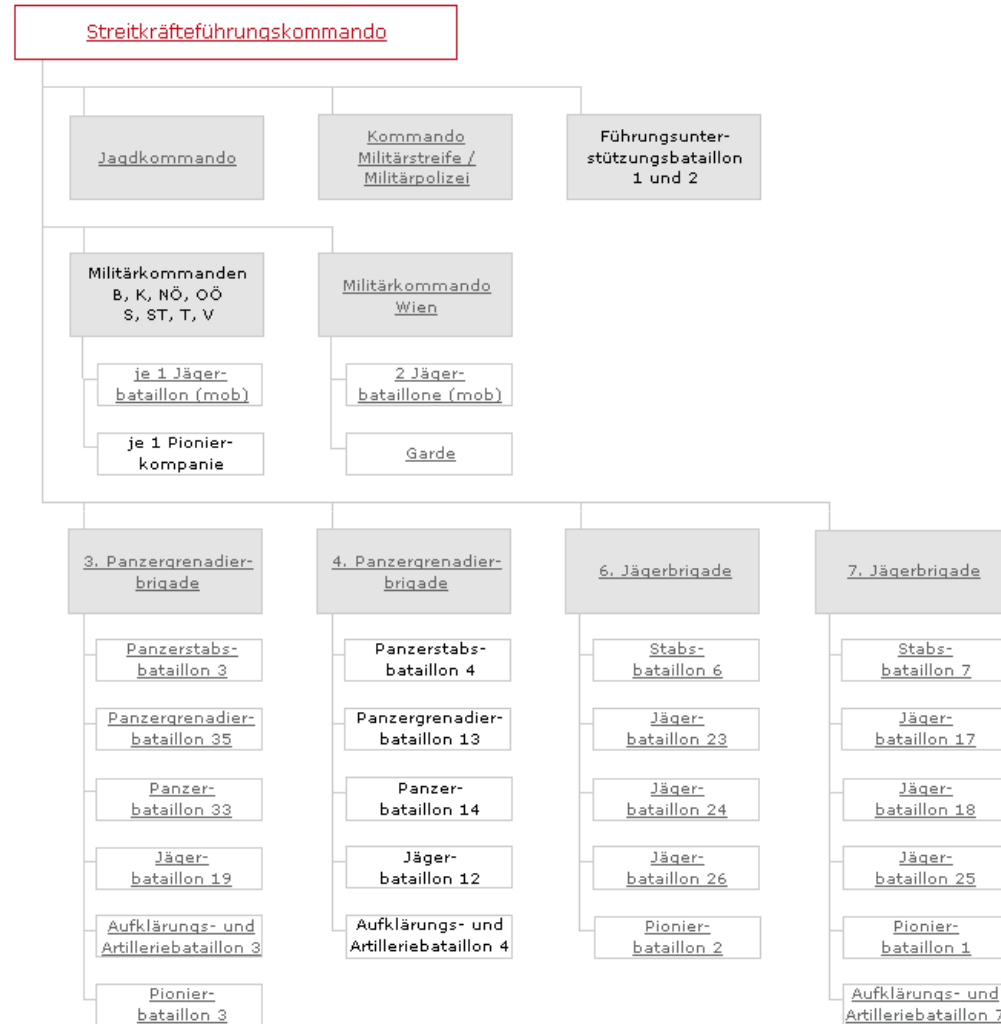 Streitkräfteführungskommando
Jagdkommando
Kommando
Militärstreife /
Militärpolizei
Führungsunter-
stützungsbataillon
1 und 2
Militärkommanden
B, K, NÖ, OÖ
S, ST, T, V
Militärkommando
Wien
je 1 Jäger-
bataillon (mob)
2 Jäger-
bataillone (mob)
je 1 Pionier-
kompanie
Garde
3. Panzergrenadier-
brigade
4. Panzergrenadier-
brigade
6. Jägerbrigade
7. Jägerbrigade
Panzerstabs-
bataillon 3
Panzerstabs-
bataillon 4
Stabs-
bataillon 6
Stabs-
bataillon 7
Panzergrenadier-
bataillon 35
Panzergrenadier-
bataillon 13
Jäger-
bataillon 23
Jäger-
bataillon 17
Panzer-
bataillon 33
Panzer-
bataillon 14
Jäger-
bataillon 24
Jäger-
bataillon 18
Jäger-
bataillon 19
Jäger-
bataillon 12
Jäger-
bataillon 26
Jäger-
bataillon 25
Aufklärungs- und
Artilleriebataillon 3
Aufklärungs- und
Artilleriebataillon 4
Pionier-
bataillon 2
Pionier-
bataillon 1
Pionier-
bataillon 3
Aufklärungs- und
Artilleriebataillon 7